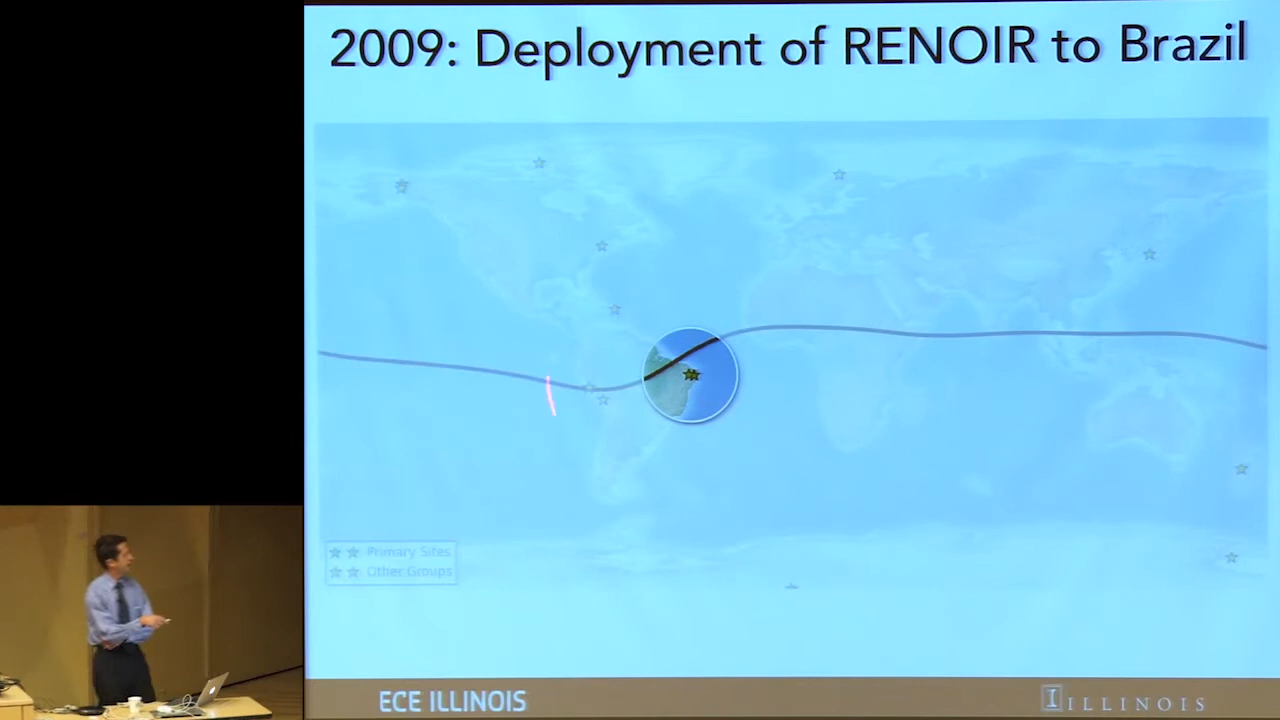 2009: Deployment of RENOIR to Brazil
Primary Sites
Other Groups
ECE ILLINOIS
I ILLINOIS